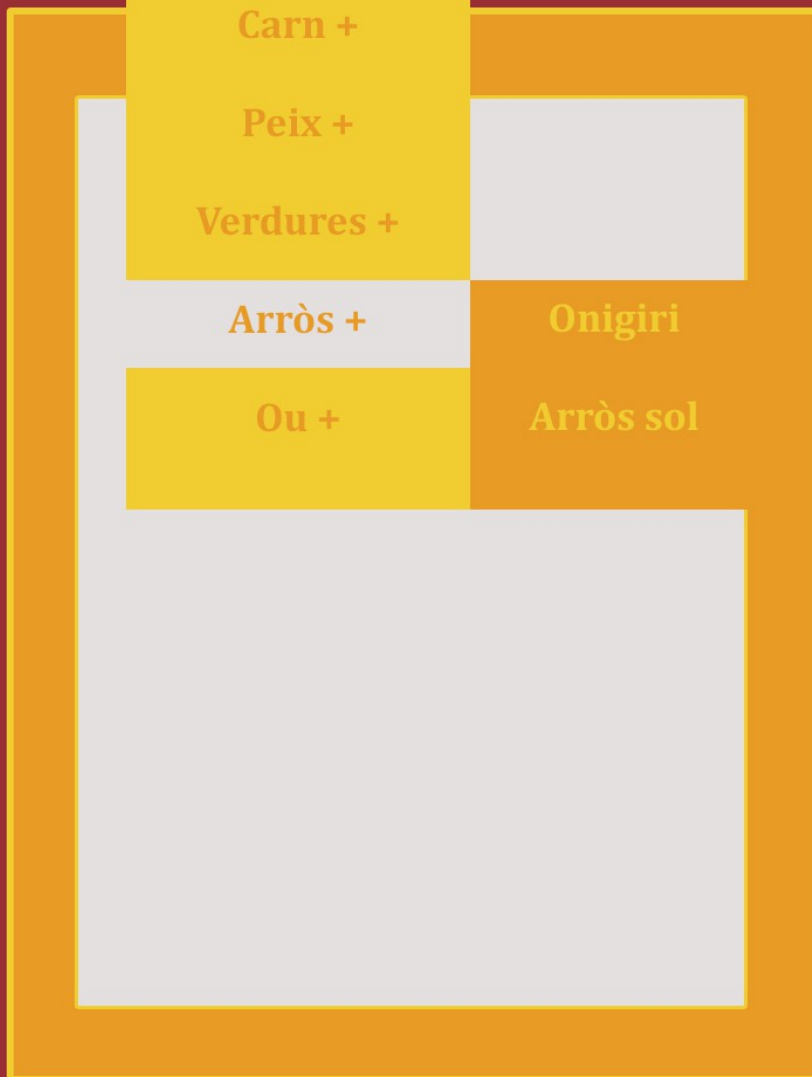 Carn +
Peix +
Verdures +
Arròs +
Ou +
Onigiri
Arròs sol